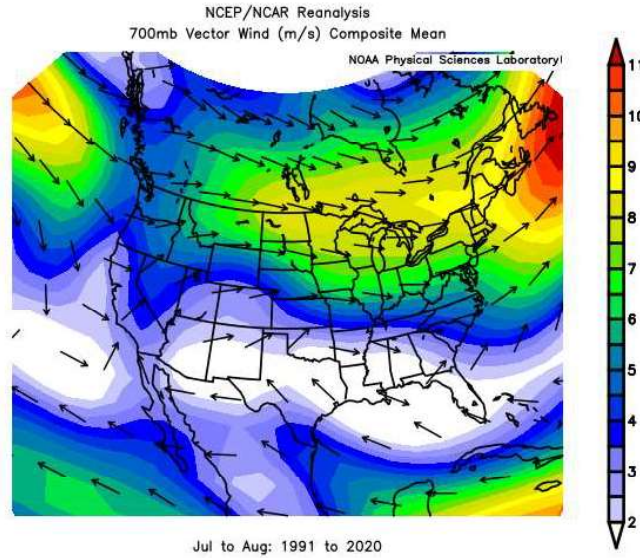 NCEP/NCAR Reanalysis
700mb Vector Wind (m/s) Composite Mean
NOAA Physical Sciences Laboratory
11
10
9
8
7
6
5
4
3
2
Jul to Aug: 1991 to 2020